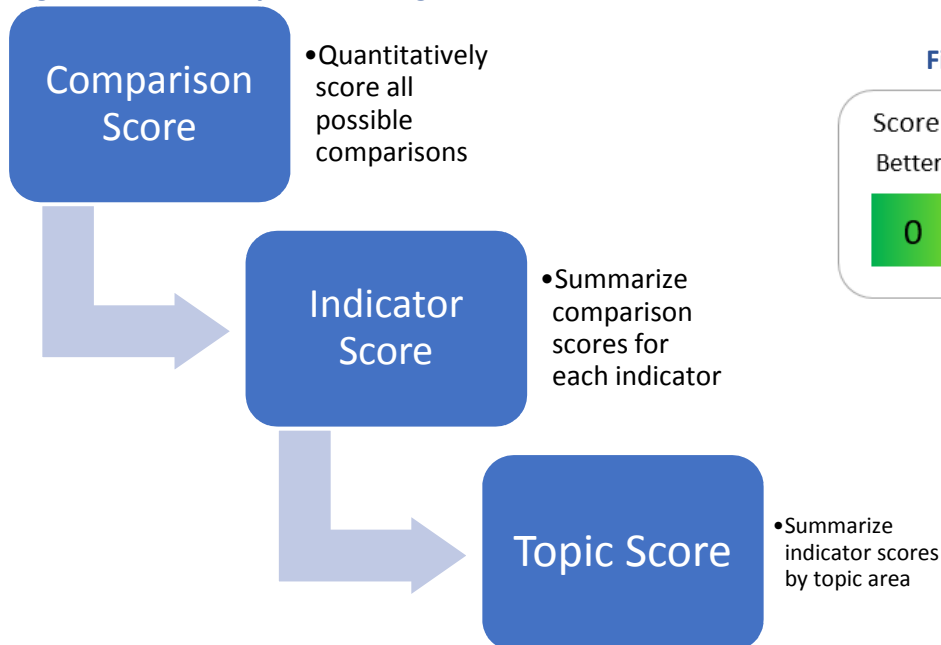 Comparison
Score
•Quantitatively
score all
possible
comparisons
Score
Better
0
Indicator
Score
•Summarize
comparison
scores for
each indicator
Topic Score
•Summarize
indicator scores
by topic area